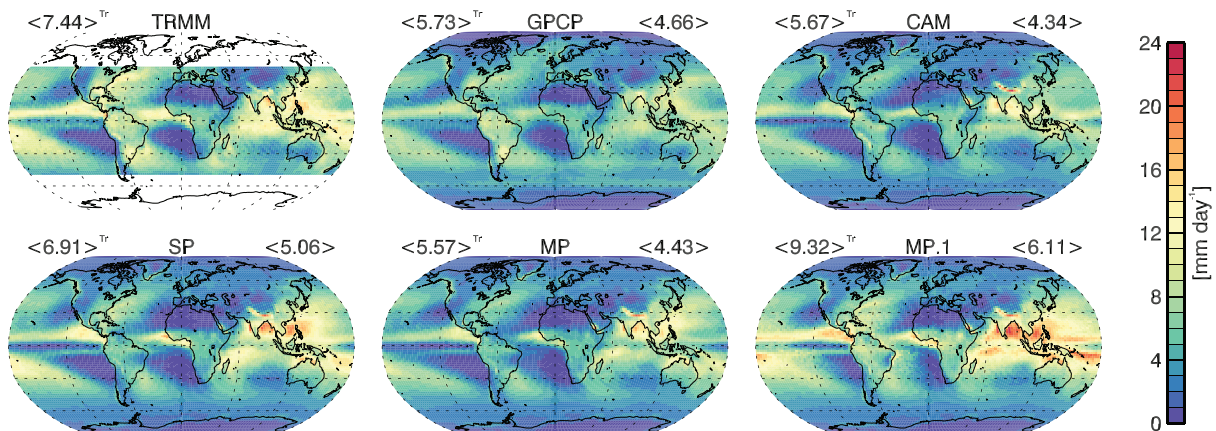 <7.44>Tr TRMM
<5.73>Tr GPCP <4.66>
<5.67>Tr CAM <4.34>
24
20
16
12
8
4
0
[mm day-1]
<6.91>Tr SP <5.06>
<5.57>Tr MP <4.43>
<9.32>Tr MP.1 <6.11>